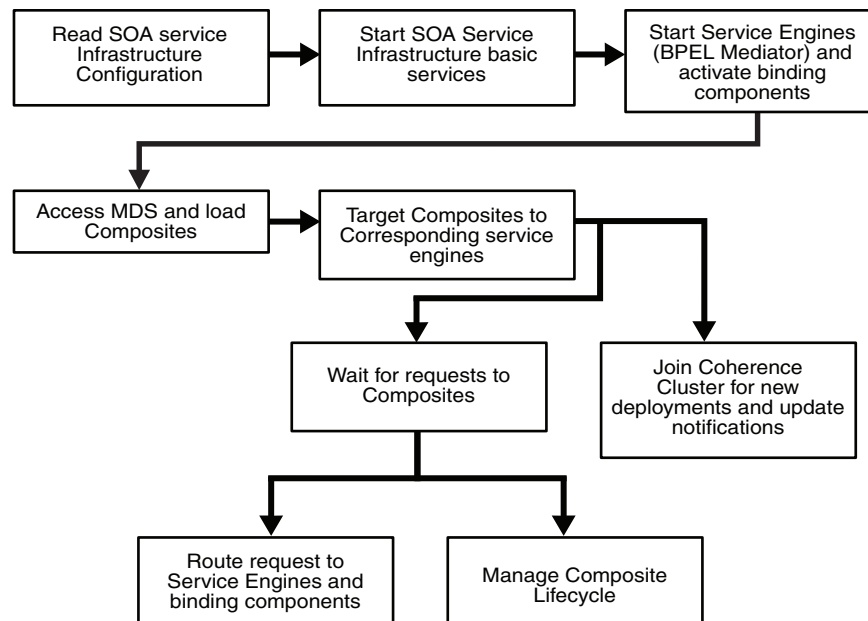 Read SOA service
Infrastructure
Configuration
Start SOA Service
Infrastructure basic
services
Start Service Engines
(BPEL Mediator) and
activate binding
components
Access MDS and load
Composites
Target Composites to
Corresponding service
engines
Wait for requests to
Composites
Join Coherence
Cluster for new
deployments and update
notifications
Route request to
Service Engines and
binding components
Manage Composite
Lifecycle